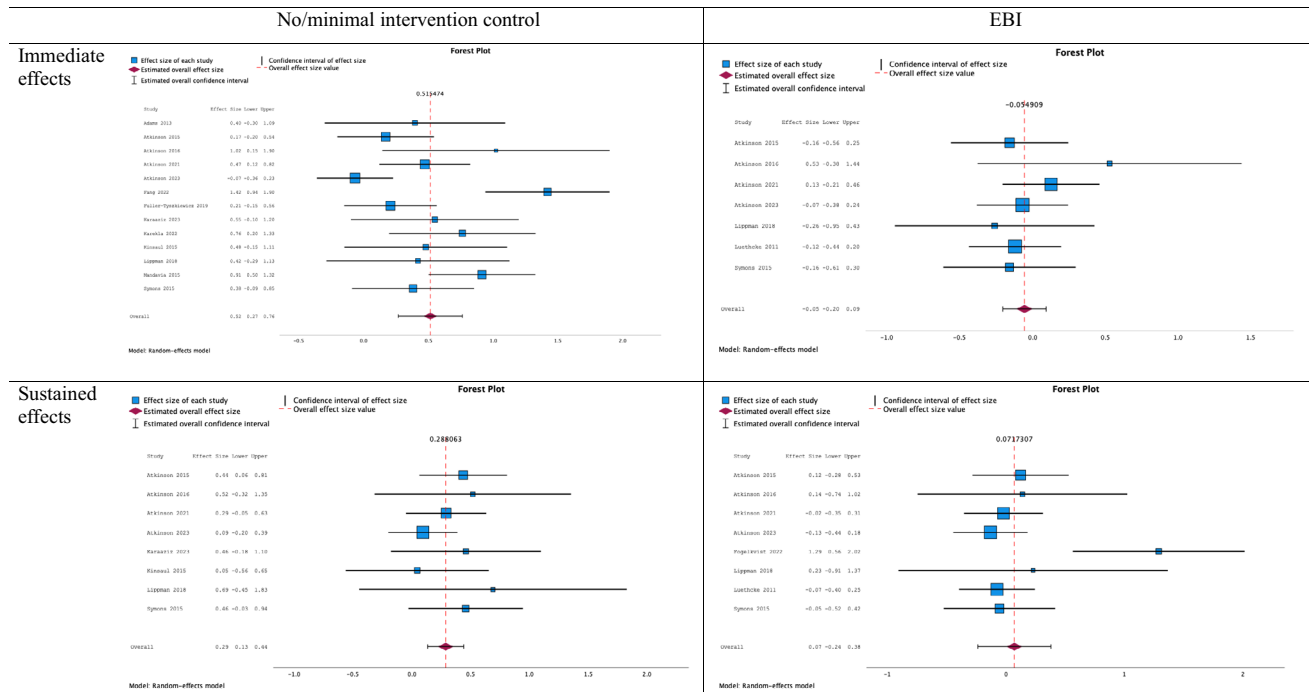 No/minimal intervention control
EBI
Immediate effects
Forest Plot
Effect size of each study
Confidence interval of effect size
Estimated overall effect size
Overall effect size value
Estimated overall confidence interval
0.515474
Study Effect Size Lower Upper
Adams 2013 0.40 -0.30 1.09
Atkinson 2015 0.17 -0.20 0.54
Atkinson 2016 1.02 0.15 1.90
Atkinson 2021 0.47 0.12 0.82
Atkinson 2023 -0.07 -0.36 0.23
Fang 2022 1.42 0.94 1.90
Fuller-Tyszkiewicz 2019 0.21 -0.15 0.56
Karaaziz 2023 0.55 -0.10 1.20
Karekla 2022 0.76 0.20 1.33
Kinsaul 2015 0.48 -0.15 1.11
Lippman 2018 0.42 -0.29 1.13
Mandavia 2015 0.91 0.50 1.32
Symons 2015 0.38 -0.09 0.85
Overall 0.52 0.27 0.76
-0.5 0.0 0.5 1.0 1.5 2.0
Model: Random-effects model
Forest Plot
Effect size of each study
Confidence interval of effect size
Estimated overall effect size
Overall effect size value
Estimated overall confidence interval
-0.054909
Study Effect Size Lower Upper
Atkinson 2015 -0.16 -0.56 0.25
Atkinson 2016 0.53 -0.38 1.44
Atkinson 2021 0.13 -0.21 0.46
Atkinson 2023 -0.07 -0.38 0.24
Lippman 2018 -0.26 -0.95 0.43
Luethcke 2011 -0.12 -0.44 0.20
Symons 2015 -0.16 -0.61 0.30
Overall -0.05 -0.20 0.09
-1.0 -0.5 0.0 0.5 1.0 1.5
Model: Random-effects model
Sustained effects
Forest Plot
Effect size of each study
Confidence interval of effect size
Estimated overall effect size
Overall effect size value
Estimated overall confidence interval
0.288063
Study Effect Size Lower Upper
Atkinson 2015 0.44 0.06 0.81
Atkinson 2016 0.52 -0.32 1.35
Atkinson 2021 0.29 -0.05 0.63
Atkinson 2023 0.09 -0.20 0.39
Karaaziz 2023 0.46 -0.18 1.10
Kinsaul 2015 0.05 -0.56 0.65
Lippman 2018 0.69 -0.45 1.83
Symons 2015 0.46 -0.03 0.94
Overall 0.29 0.13 0.44
-1.0 -0.5 0.0 0.5 1.0 1.5 2.0
Model: Random-effects model
Forest Plot
Effect size of each study
Confidence interval of effect size
Estimated overall effect size
Overall effect size value
Estimated overall confidence interval
0.0717307
Study Effect Size Lower Upper
Atkinson 2015 0.12 -0.28 0.53
Atkinson 2016 0.14 -0.74 1.02
Atkinson 2021 -0.02 -0.35 0.31
Atkinson 2023 -0.13 -0.44 0.18
Yngelkvist 2022 1.29 0.56 2.02
Lippman 2018 0.23 -0.91 1.37
Luethcke 2011 -0.07 -0.40 0.25
Symons 2015 -0.05 -0.52 0.42
Overall 0.07 -0.24 0.38
-1 0 1 2
Model: Random-effects model